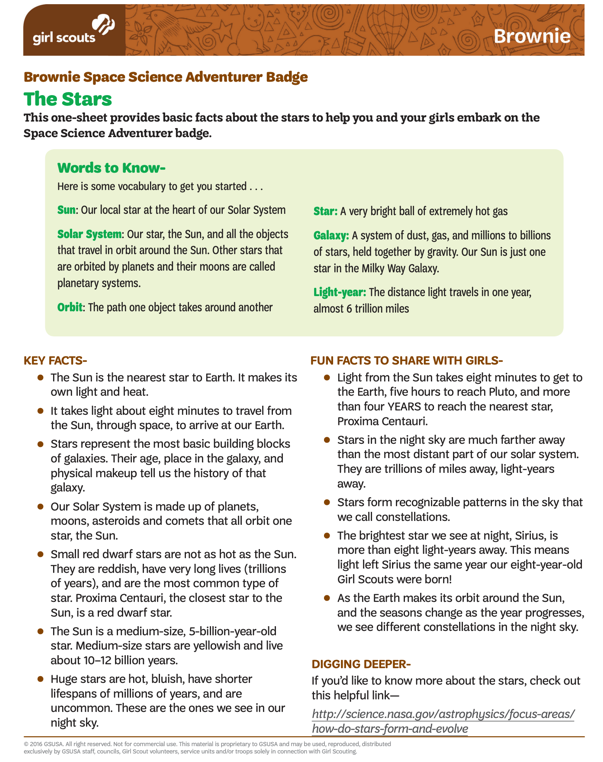 girl scouts
Brownie
Brownie Space Science Adventurer Badge
The Stars
This one-sheet provides basic facts about the stars to help you and your girls embark on the
Space Science Adventurer badge.
Words to Know-
Here is some vocabulary to get you started . . .
Sun: Our local star at the heart of our Solar System
Solar System: Our star, the Sun, and all the objects
that travel in orbit around the Sun. Other stars that
are orbited by planets and their moons are called
planetary systems.
Orbit: The path one object takes around another
Star: A very bright ball of extremely hot gas
Galaxy: A system of dust, gas, and millions to billions
of stars, held together by gravity. Our Sun is just one
star in the Milky Way Galaxy.
Light-year: The distance light travels in one year,
almost 6 trillion miles
KEY FACTS-
• The Sun is the nearest star to Earth. It makes its
own light and heat.
• It takes light about eight minutes to travel from
the Sun, through space, to arrive at our Earth.
• Stars represent the most basic building blocks
of galaxies. Their age, place in the galaxy, and
physical makeup tell us the history of that
galaxy.
• Our Solar System is made up of planets,
moons, asteroids and comets that all orbit one
star, the Sun.
• Small red dwarf stars are not as hot as the Sun.
They are reddish, have very long lives (trillions
of years), and are the most common type of
star. Proxima Centauri, the closest star to the
Sun, is a red dwarf star.
• The Sun is a medium-size, 5-billion-year-old
star. Medium-size stars are yellowish and live
about 10–12 billion years.
• Huge stars are hot, bluish, have shorter
lifespans of millions of years, and are
uncommon. These are the ones we see in our
night sky.
FUN FACTS TO SHARE WITH GIRLS-
• Light from the Sun takes eight minutes to get to
the Earth, five hours to reach Pluto, and more
than four YEARS to reach the nearest star,
Proxima Centauri.
• Stars in the night sky are much farther away
than the most distant part of our solar system.
They are trillions of miles away, light-years
away.
• Stars form recognizable patterns in the sky that
we call constellations.
• The brightest star we see at night, Sirius, is
more than eight light-years away. This means
light left Sirius the same year our eight-year-old
Girl Scouts were born!
• As the Earth makes its orbit around the Sun,
and the seasons change as the year progresses,
we see different constellations in the night sky.
DIGGING DEEPER-
If you'd like to know more about the stars, check out
this helpful link—
http://science.nasa.gov/astrophysics/focus-areas/
how-do-stars-form-and-evolve
© 2016 GSUSA. All right reserved. Not for commercial use. This material is proprietary to GSUSA and may be used, reproduced, distributed
exclusively by GSUSA staff, councils, Girl Scout volunteers, service units and/or troops solely in connection with Girl Scouting.